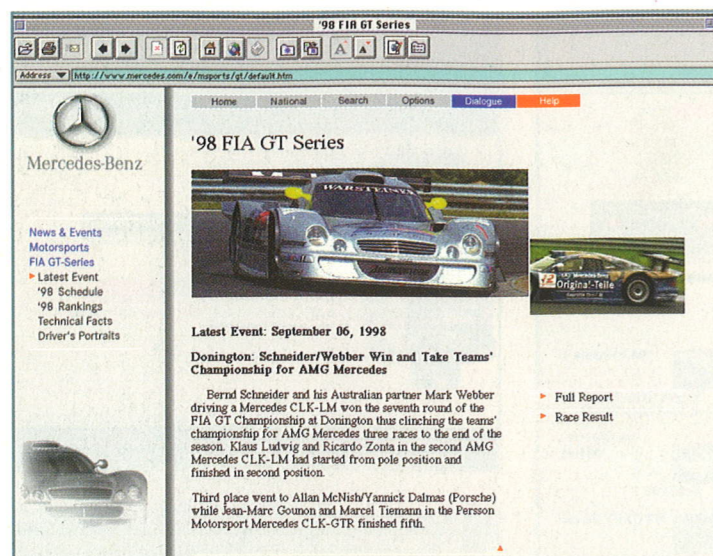 '98 FIA GT Series
Address http://www.mercedes.com/e/msports/gt/default.htm
Mercedes-Benz
News & Events
Motorsports
FIA GT-Series
Latest Event
'98 Schedule
'98 Rankings
Technical Facts
Driver's Portraits
Home National Search Options Dialogue Help
'98 FIA GT Series
WARSTEINER
Original-Teile
Latest Event: September 06, 1998
Donington: Schneider/Webber Win and Take Teams'
Championship for AMG Mercedes
Bernd Schneider and his Australian partner Mark Webber
driving a Mercedes CLK-LM won the seventh round of the
FIA GT Championship at Donington thus clinching the teams'
championship for AMG Mercedes three races to the end of the
season. Klaus Ludwig and Ricardo Zonta in the second AMG
Mercedes CLK-LM had started from pole position and
finished in second position.
Third place went to Allan McNish/Yannick Dalmas (Porsche)
while Jean-Marc Gounon and Marcel Tiemann in the Persson
Motorsport Mercedes CLK-GTR finished fifth.
Full Report
Race Result